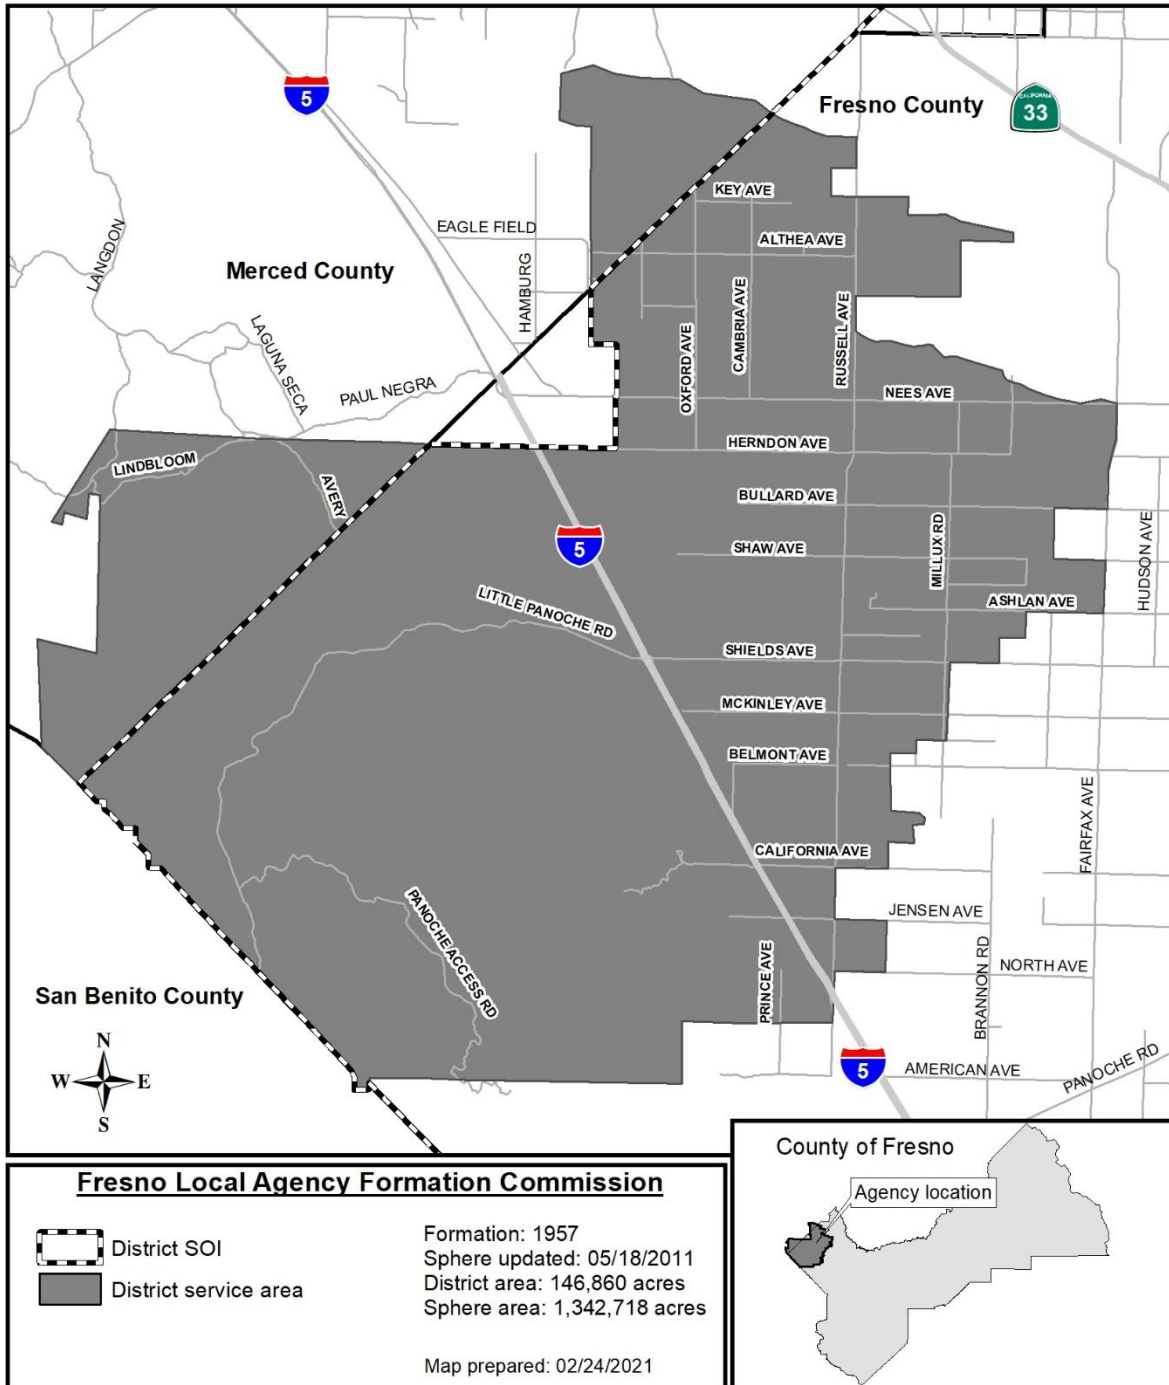 5
Fresno County
CALIFORNIA
33
KEY AVE
EAGLE FIELD
ALTHEA AVE
LANGDON
Merced County
HAMBURG
CAMBRIA AVE
RUSSELL AVE
OXFORD AVE
LAGUNA SECA
PAUL NEGRA
NEES AVE
HERNDON AVE
LINDBLOOM
AVERY
BULLARD AVE
MILLUX RD
HUDSON AVE
5
SHAW AVE
LITTLE PANOCHE RD
ASHLAN AVE
SHIELDS AVE
MCKINLEY AVE
BELMONT AVE
FAIRFAX AVE
CALIFORNIA AVE
PANOCHE ACCESS RD
JENSEN AVE
BRANNON RD
NORTH AVE
PRINCE AVE
San Benito County
N
W
E
S
5
AMERICAN AVE
PANOCHE RD
Fresno Local Agency Formation Commission
District SOI
District service area
Formation: 1957
Sphere updated: 05/18/2011
District area: 146,860 acres
Sphere area: 1,342,718 acres
Map prepared: 02/24/2021
County of Fresno
Agency location